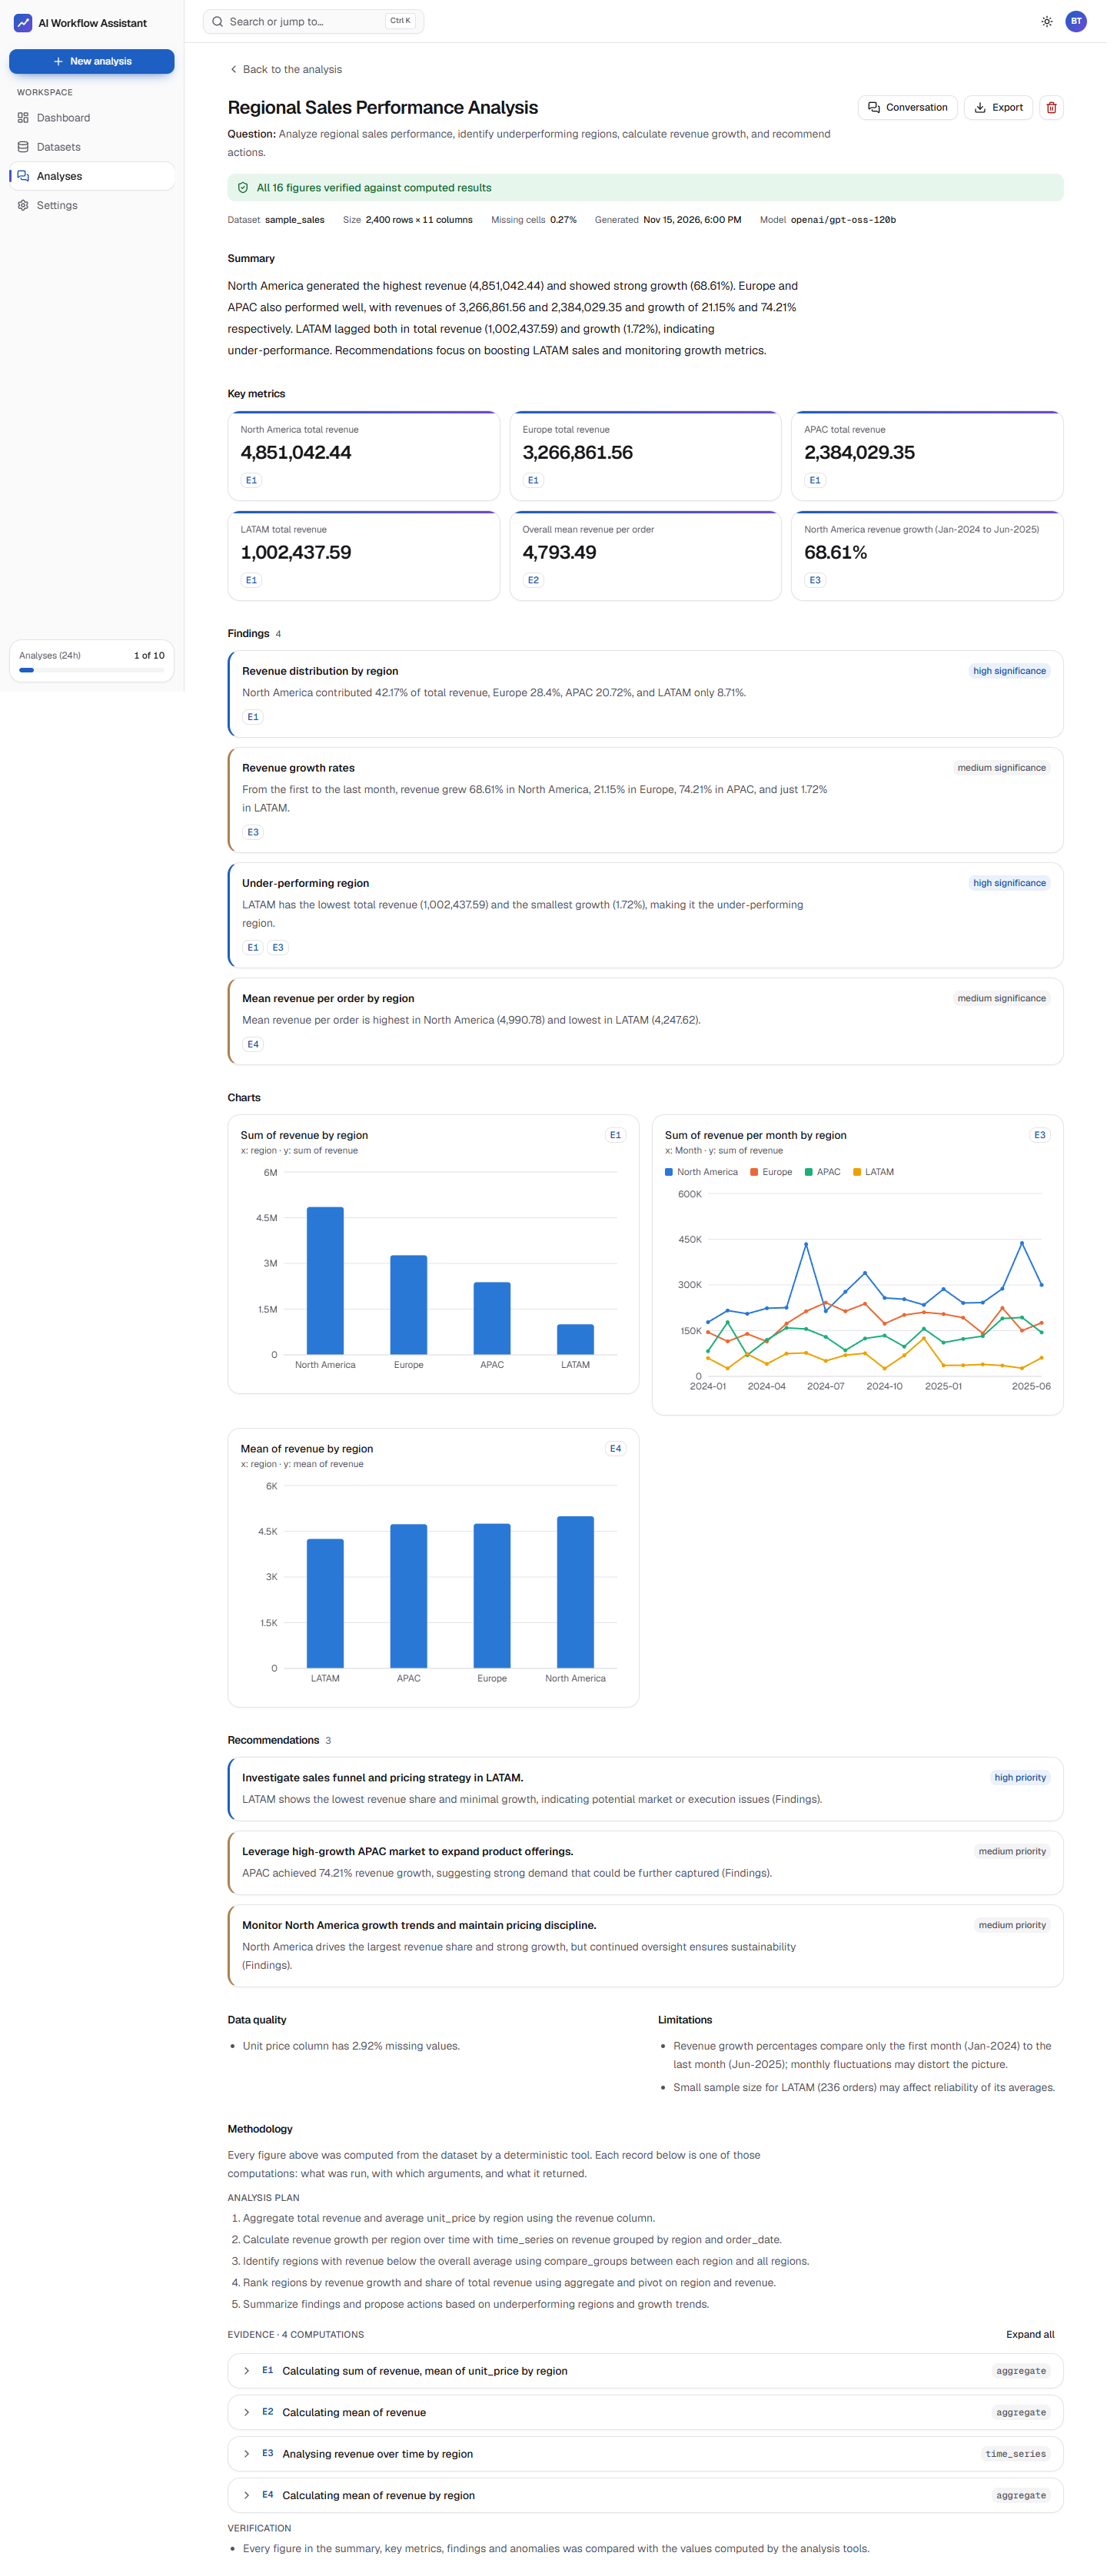 AI Workflow Assistant
Search or jump to...
Ctrl K
BT
New analysis
WORKSPACE
Dashboard
Datasets
Analyses
Settings
Analyses (24h)
1 of 10
Back to the analysis
Regional Sales Performance Analysis
Conversation
Export
Question: Analyze regional sales performance, identify underperforming regions, calculate revenue growth, and recommend
actions.
All 16 figures verified against computed results
Dataset sample_sales Size 2,400 rows × 11 columns Missing cells 0.27% Generated Nov 15, 2026, 6:00 PM Model openai/gpt-oss-120b
Summary
North America generated the highest revenue (4,851,042.44) and showed strong growth (68.61%). Europe and
APAC also performed well, with revenues of 3,266,861.56 and 2,384,029.35 and growth of 21.15% and 74.21%
respectively. LATAM lagged both in total revenue (1,002,437.59) and growth (1.72%), indicating
under-performance. Recommendations focus on boosting LATAM sales and monitoring growth metrics.
Key metrics
North America total revenue
4,851,042.44
E1
Europe total revenue
3,266,861.56
E1
APAC total revenue
2,384,029.35
E1
LATAM total revenue
1,002,437.59
E1
Overall mean revenue per order
4,793.49
E2
North America revenue growth (Jan-2024 to Jun-2025)
68.61%
E3
Findings 4
Revenue distribution by region
high significance
North America contributed 42.17% of total revenue, Europe 28.4%, APAC 20.72%, and LATAM only 8.71%.
E1
Revenue growth rates
medium significance
From the first to the last month, revenue grew 68.61% in North America, 21.15% in Europe, 74.21% in APAC, and just 1.72%
in LATAM.
E3
Under-performing region
high significance
LATAM has the lowest total revenue (1,002,437.59) and the smallest growth (1.72%), making it the under-performing
region.
E1 E3
Mean revenue per order by region
medium significance
Mean revenue per order is highest in North America (4,990.78) and lowest in LATAM (4,247.62).
E4
Charts
Sum of revenue by region
E1
x: region · y: sum of revenue
6M
4.5M
3M
1.5M
0
North America Europe APAC LATAM
Sum of revenue per month by region
E3
x: Month · y: sum of revenue
North America Europe APAC LATAM
600K
450K
300K
150K
0
2024-01 2024-04 2024-07 2024-10 2025-01 2025-06
Mean of revenue by region
E4
x: region · y: mean of revenue
6K
4.5K
3K
1.5K
0
LATAM APAC Europe North America
Recommendations 3
Investigate sales funnel and pricing strategy in LATAM.
high priority
LATAM shows the lowest revenue share and minimal growth, indicating potential market or execution issues (Findings).
Leverage high-growth APAC market to expand product offerings.
medium priority
APAC achieved 74.21% revenue growth, suggesting strong demand that could be further captured (Findings).
Monitor North America growth trends and maintain pricing discipline.
medium priority
North America drives the largest revenue share and strong growth, but continued oversight ensures sustainability
(Findings).
Data quality
Unit price column has 2.92% missing values.
Limitations
Revenue growth percentages compare only the first month (Jan-2024) to the
last month (Jun-2025); monthly fluctuations may distort the picture.
Small sample size for LATAM (236 orders) may affect reliability of its averages.
Methodology
Every figure above was computed from the dataset by a deterministic tool. Each record below is one of those
computations: what was run, with which arguments, and what it returned.
ANALYSIS PLAN
1. Aggregate total revenue and average unit_price by region using the revenue column.
2. Calculate revenue growth per region over time with time_series on revenue grouped by region and order_date.
3. Identify regions with revenue below the overall average using compare_groups between each region and all regions.
4. Rank regions by revenue growth and share of total revenue using aggregate and pivot on region and revenue.
5. Summarize findings and propose actions based on underperforming regions and growth trends.
EVIDENCE · 4 COMPUTATIONS
Expand all
E1 Calculating sum of revenue, mean of unit_price by region
aggregate
E2 Calculating mean of revenue
aggregate
E3 Analysing revenue over time by region
time_series
E4 Calculating mean of revenue by region
aggregate
VERIFICATION
Every figure in the summary, key metrics, findings and anomalies was compared with the values computed by the analysis tools.